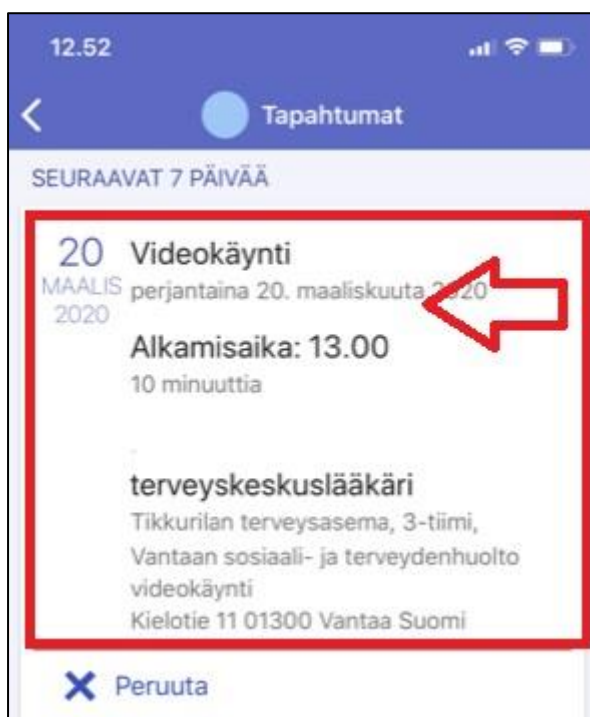 12.52
Tapahtumat
SEURAAVAT 7 PÄIVÄÄ
20
MAALIS
2020
Videokäynti
perjantaina 20. maaliskuuta 2020
Alkamisaika: 13.00
10 minuuttia
terveyskeskuslääkäri
Tikkurilan terveysasema, 3-tiimi,
Vantaan sosiaali- ja terveydenhuolto
videokäynti
Kielotie 11 01300 Vantaa Suomi
Peruuta